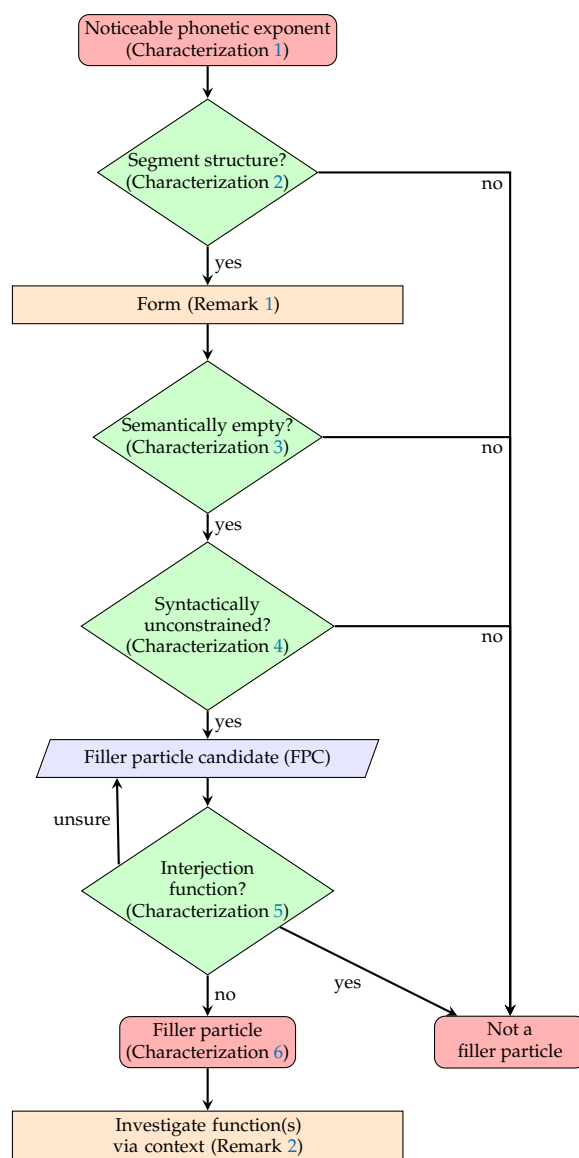 Noticeable phonetic exponent
(Characterization 1)
Segment structure?
(Characterization 2)
no
yes
Form (Remark 1)
Semantically empty?
(Characterization 3)
no
yes
Syntactically
unconstrained?
(Characterization 4)
no
yes
Filler particle candidate (FPC)
unsure
Interjection
function?
(Characterization 5)
yes
no
Filler particle
(Characterization 6)
Not a
filler particle
Investigate function(s)
via context (Remark 2)